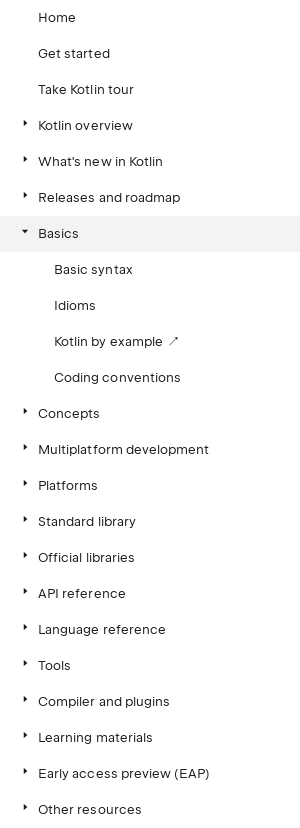 Home
Get started
Take Kotlin tour
Kotlin overview
What's new in Kotlin
Releases and roadmap
Basics
Basic syntax
Idioms
Kotlin by example ↗
Coding conventions
Concepts
Multiplatform development
Platforms
Standard library
Official libraries
API reference
Language reference
Tools
Compiler and plugins
Learning materials
Early access preview (EAP)
Other resources